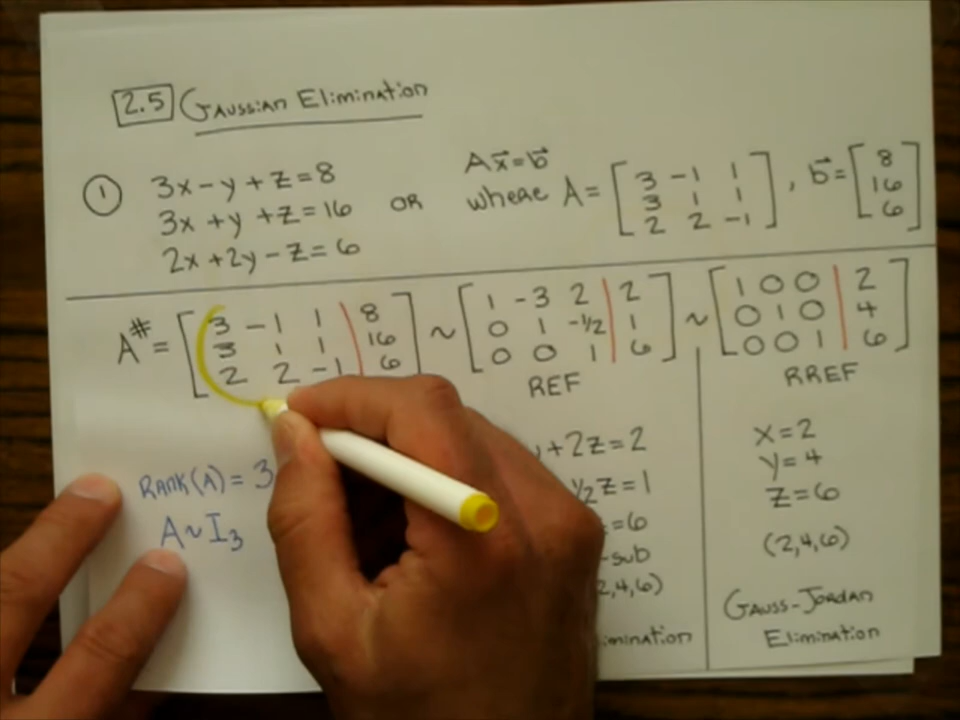 2.5 Gaussian Elimination
① 3x - y + z = 8
3x + y + z = 16
2x + 2y - z = 6
OR
Ax⃗ = b⃗
where A = [3 -1 1
3 1 1
2 2 -1], b⃗ = [8
16
6]
A# = [3 -1 1 | 8
3 1 1 | 16
2 2 -1 | 6]
~ [1 -3 2 | 2
0 1 -1/2 | 1
0 0 1 | 6]
REF
~ [1 0 0 | 2
0 1 0 | 4
0 0 1 | 6]
RREF
RANK(A) = 3
A ~ I₃
+ 2z = 2
1/2 z = 1
= 6
-sub
2,4,6)
x = 2
y = 4
z = 6
(2,4,6)
Gauss-Jordan
Elimination